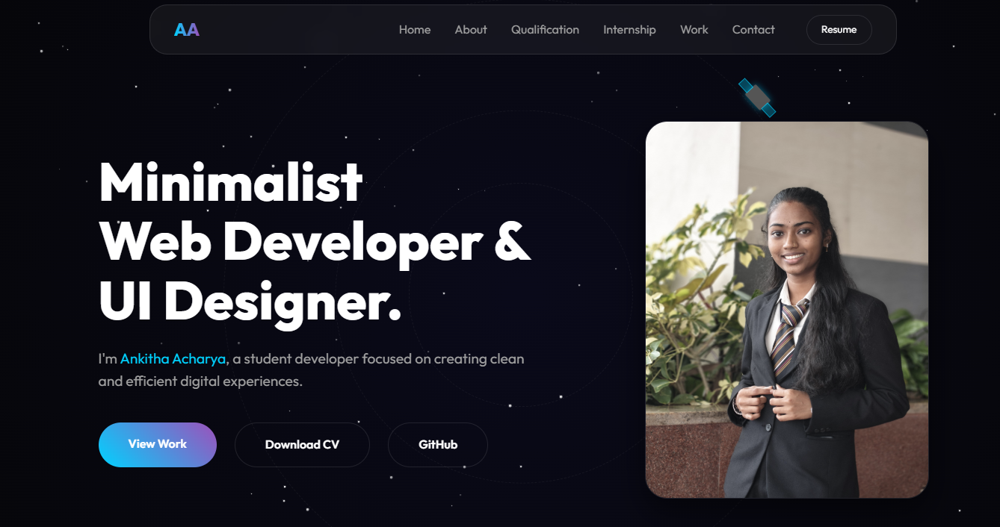 AA
Home About Qualification Internship Work Contact Resume
Minimalist
Web Developer &
UI Designer.
I'm Ankitha Acharya, a student developer focused on creating clean
and efficient digital experiences.
View Work Download CV GitHub